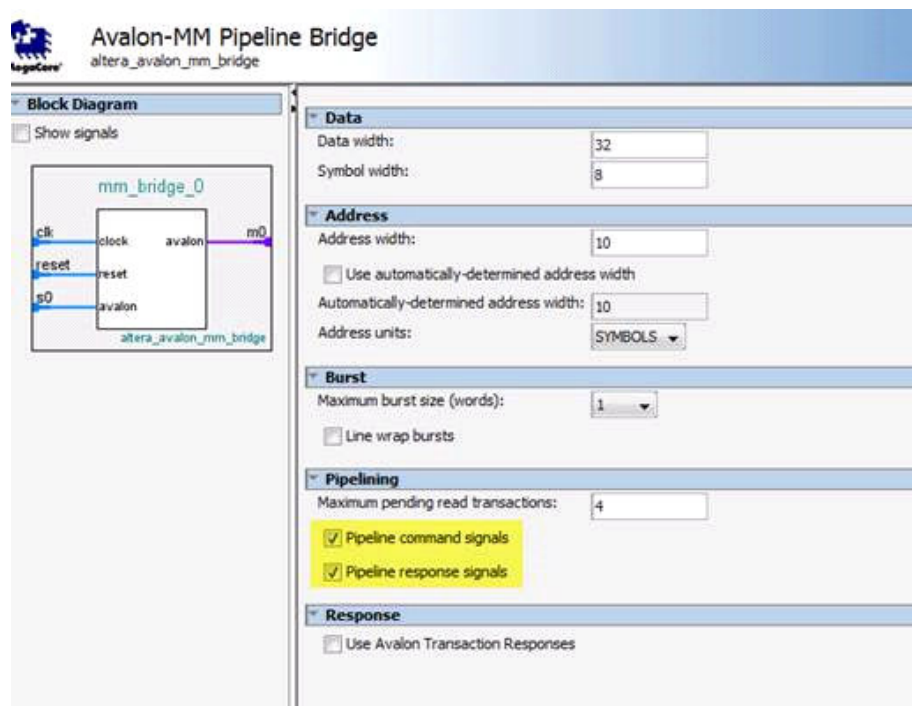 Avalon-MM Pipeline Bridge
altera_avalon_mm_bridge
Block Diagram
Show signals
mm_bridge_0
clk
clock
avalon
m0
reset
reset
s0
avalon
altera_avalon_mm_bridge
Data
Data width: 32
Symbol width: 8
Address
Address width: 10
Use automatically-determined address width
Automatically-determined address width: 10
Address units: SYMBOLS
Burst
Maximum burst size (words): 1
Line wrap bursts
Pipelining
Maximum pending read transactions: 4
Pipeline command signals
Pipeline response signals
Response
Use Avalon Transaction Responses